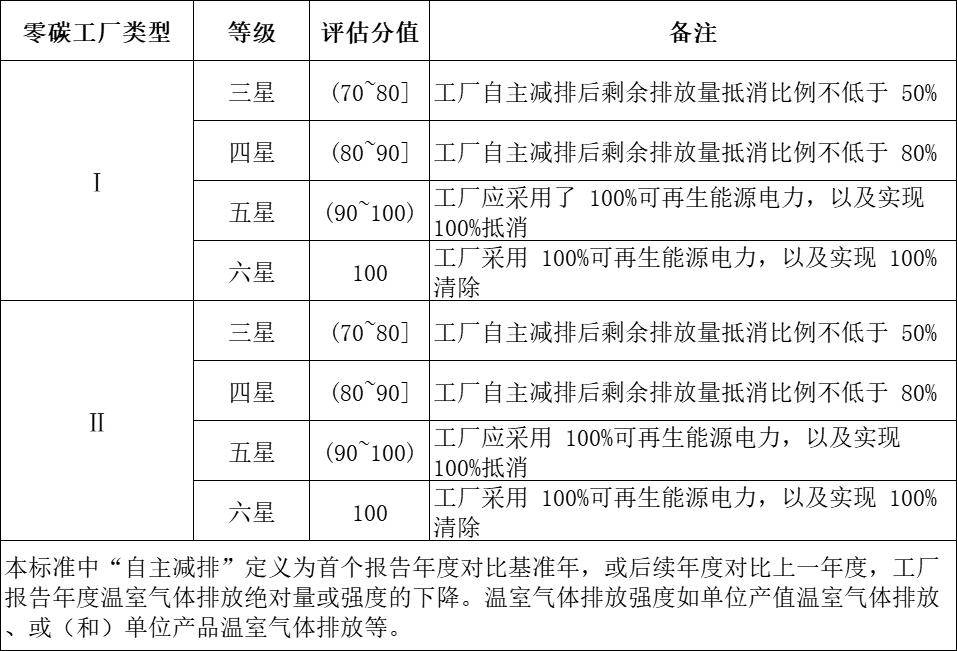 零碳工厂类型 等级 评估分值 备注
Ⅰ
三星 (70~80] 工厂自主减排后剩余排放量抵消比例不低于 50%
四星 (80~90] 工厂自主减排后剩余排放量抵消比例不低于 80%
五星 (90~100) 工厂应采用了 100%可再生能源电力，以及实现
100%抵消
六星 100 工厂采用 100%可再生能源电力，以及实现 100%
清除
Ⅱ
三星 (70~80] 工厂自主减排后剩余排放量抵消比例不低于 50%
四星 (80~90] 工厂自主减排后剩余排放量抵消比例不低于 80%
五星 (90~100) 工厂应采用 100%可再生能源电力，以及实现
100%抵消
六星 100 工厂采用 100%可再生能源电力，以及实现 100%
清除
本标准中“自主减排”定义为首个报告年度对比基准年，或后续年度对比上一年度，工厂
报告年度温室气体排放绝对量或强度的下降。温室气体排放强度如单位产值温室气体排放
、或（和）单位产品温室气体排放等。